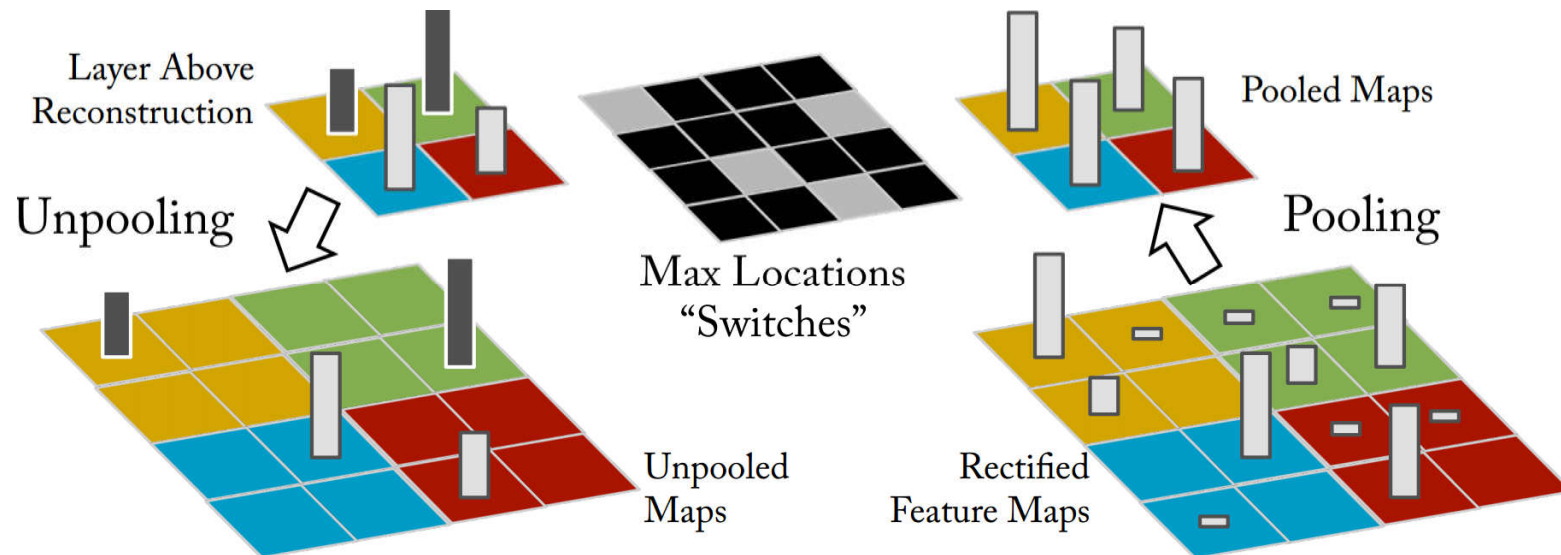 Layer Above
Reconstruction
Pooled Maps
Unpooling
Pooling
Max Locations
“Switches”
Unpooled
Maps
Rectified
Feature Maps